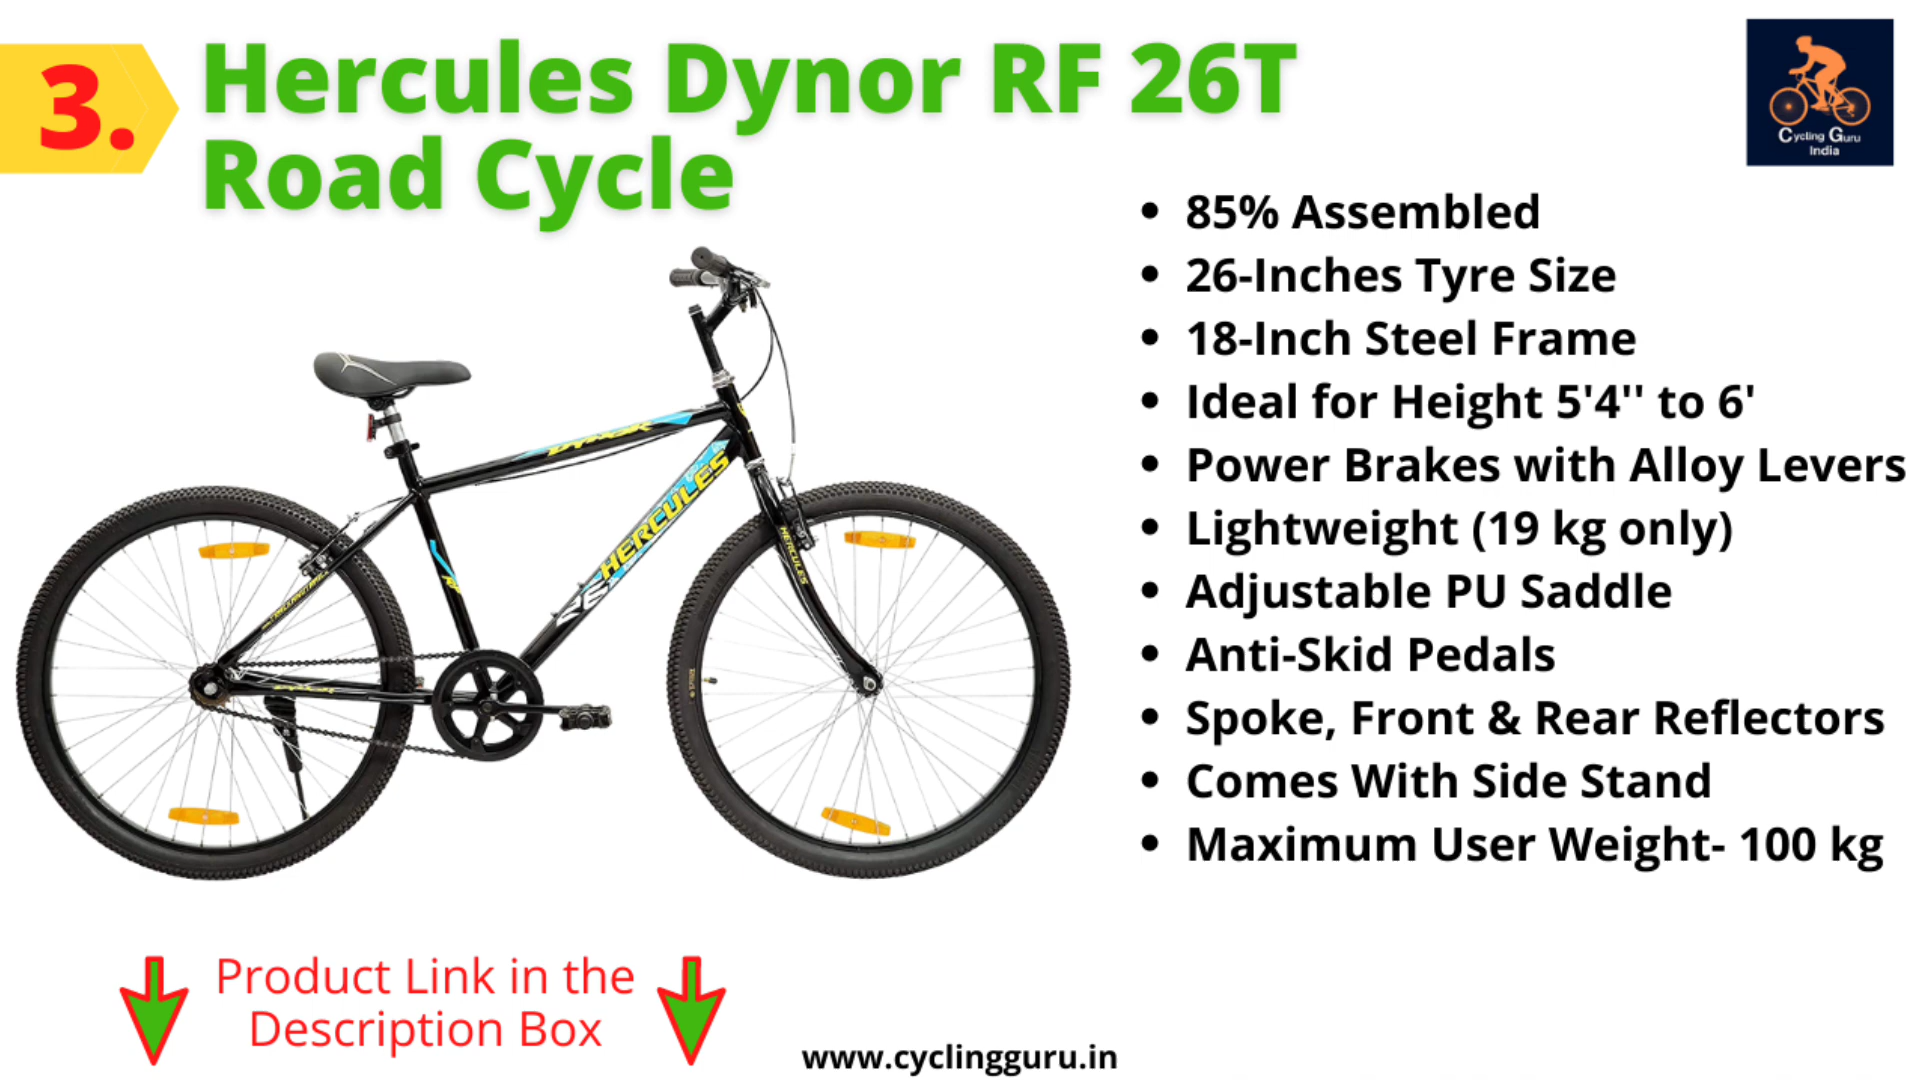 3.
Hercules Dynor RF 26T
Road Cycle
Cycling Guru
India
• 85% Assembled
• 26-Inches Tyre Size
• 18-Inch Steel Frame
• Ideal for Height 5'4'' to 6'
• Power Brakes with Alloy Levers
• Lightweight (19 kg only)
• Adjustable PU Saddle
• Anti-Skid Pedals
• Spoke, Front & Rear Reflectors
• Comes With Side Stand
• Maximum User Weight- 100 kg
DYNOR
HERCULES
HERCULES
RF
Product Link in the
Description Box
www.cyclingguru.in